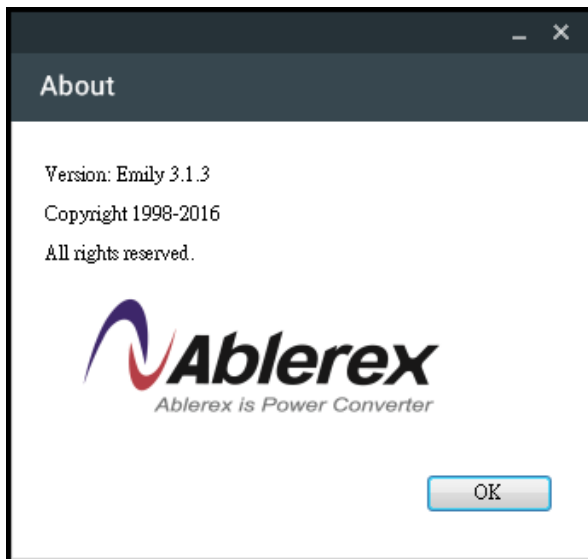 About
Version: Emily 3.1.3
Copyright 1998-2016
All rights reserved.
Ablerex
Ablerex is Power Converter
OK